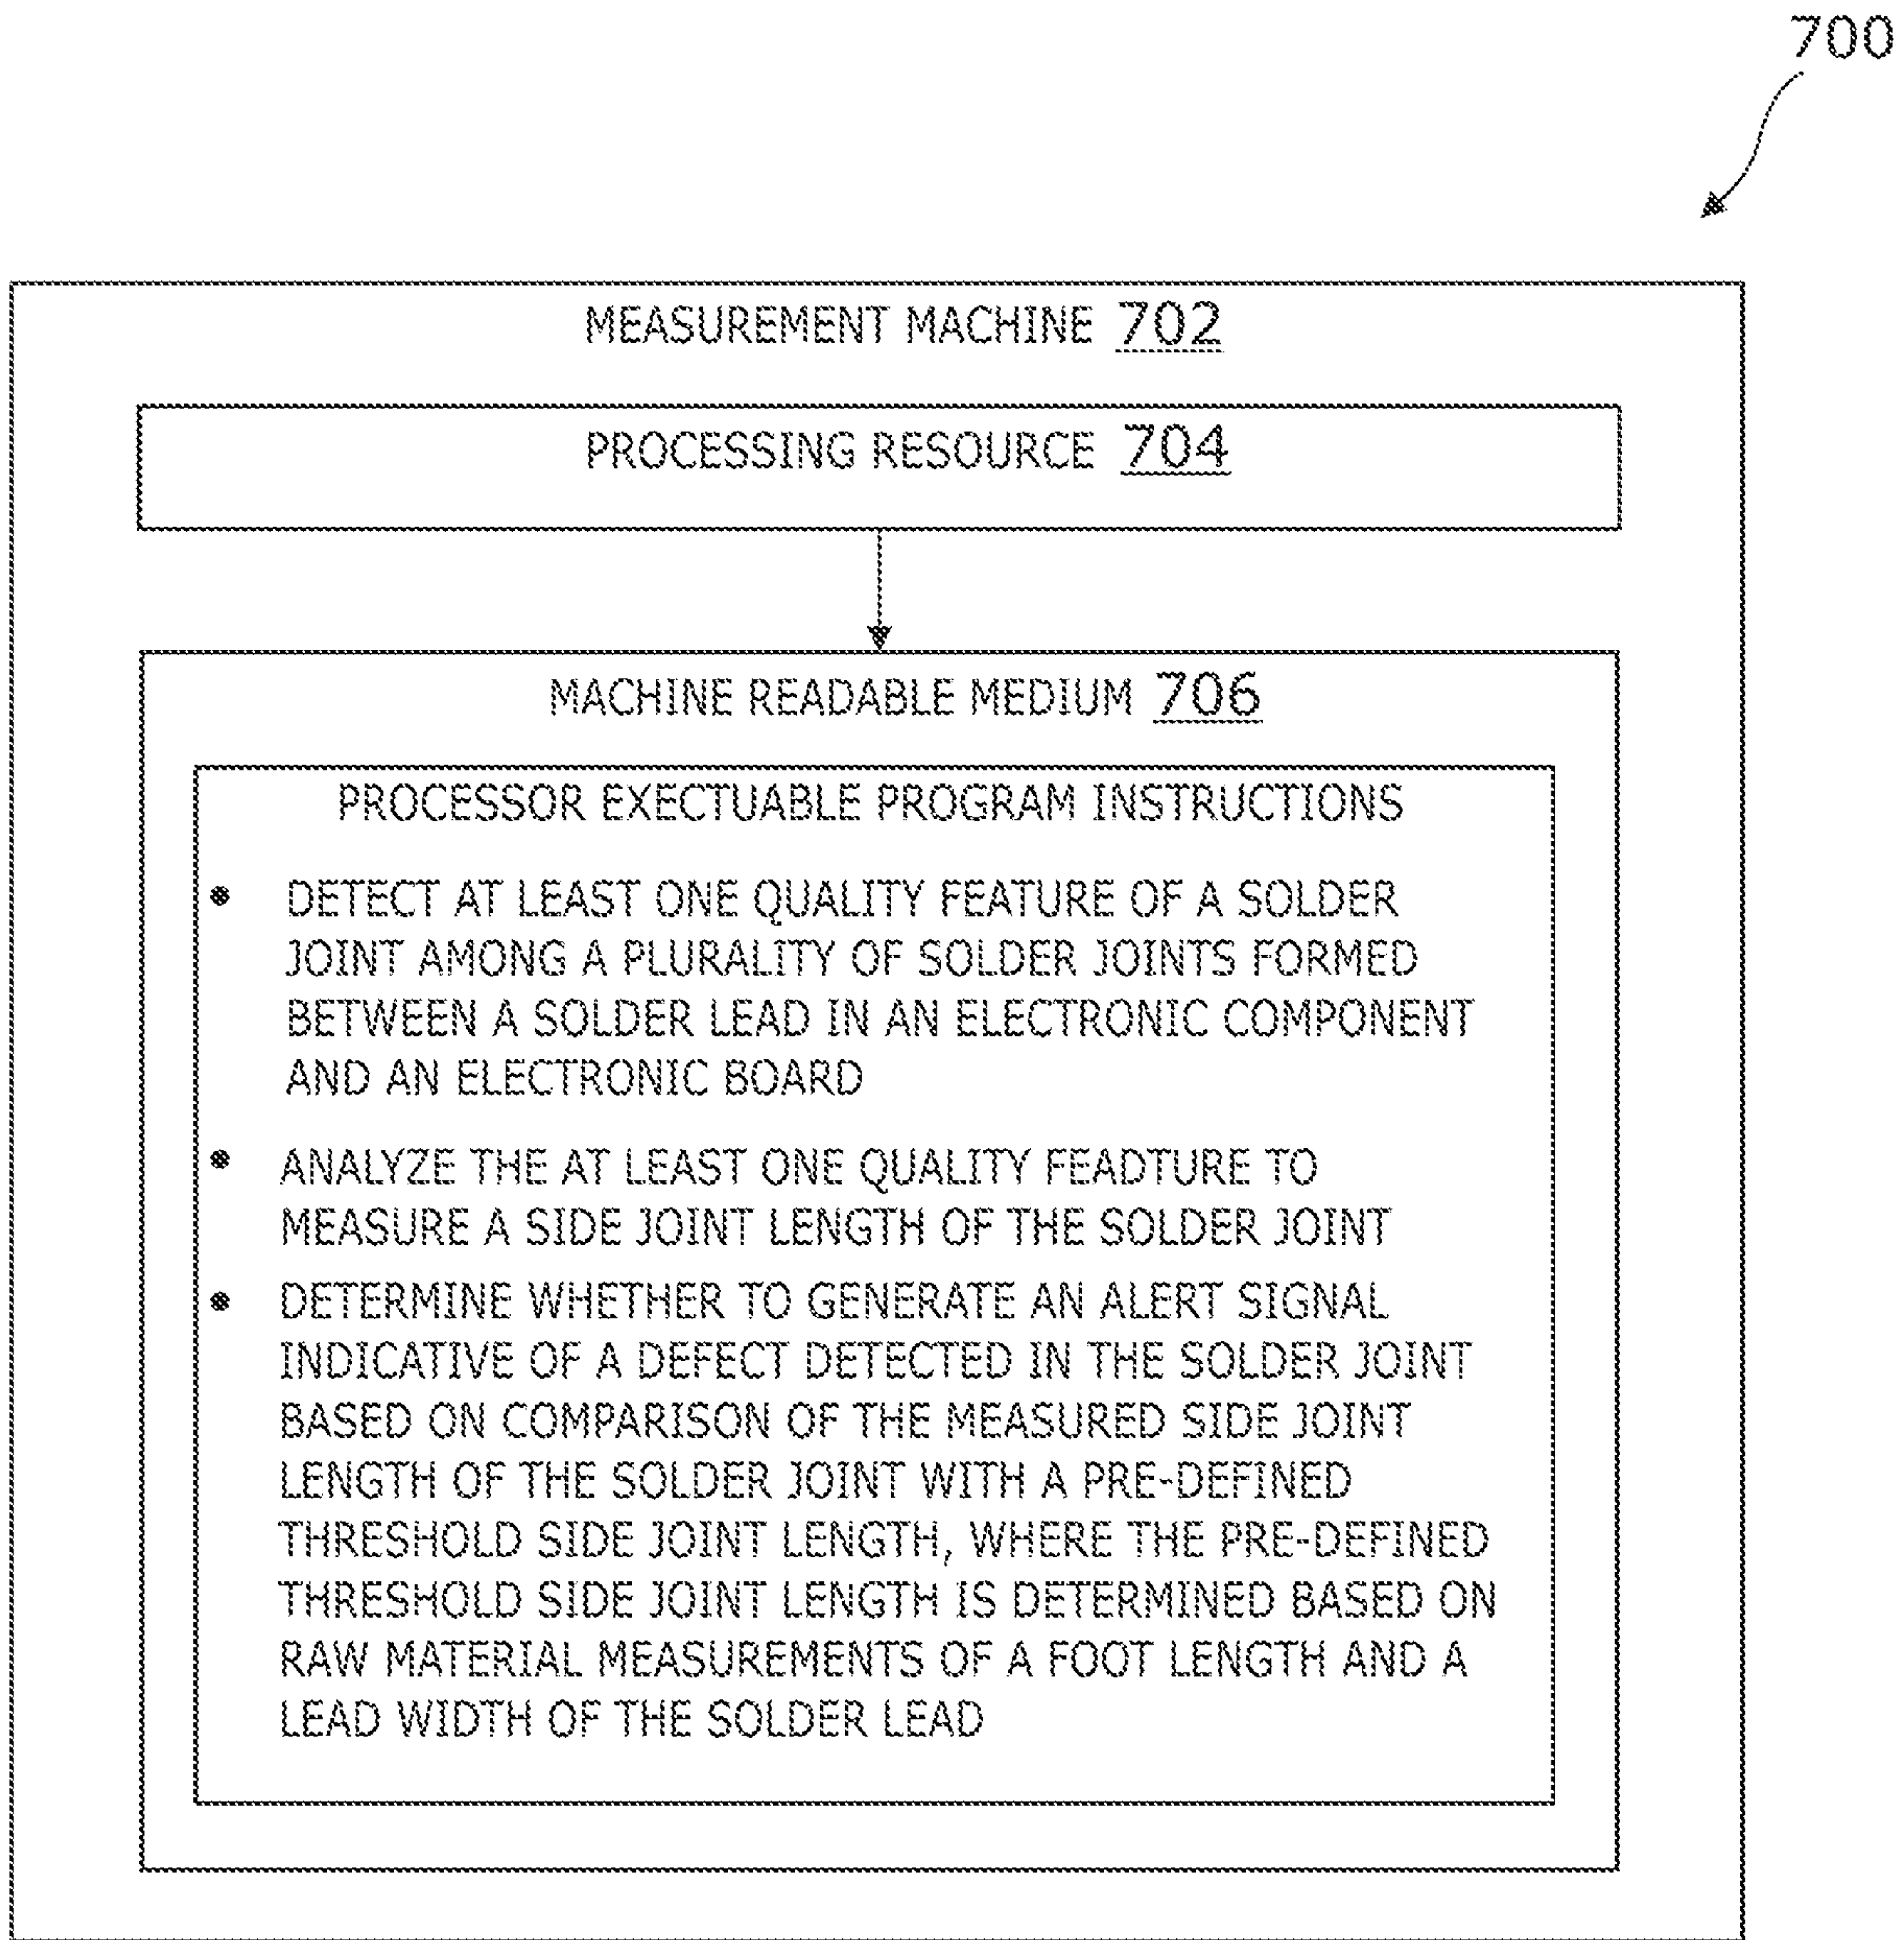 700
MEASUREMENT MACHINE 702
PROCESSING RESOURCE 704
MACHINE READABLE MEDIUM 706
PROCESSOR EXECTUABLE PROGRAM INSTRUCTIONS
• DETECT AT LEAST ONE QUALITY FEATURE OF A SOLDER
JOINT AMONG A PLURALITY OF SOLDER JOINTS FORMED
BETWEEN A SOLDER LEAD IN AN ELECTRONIC COMPONENT
AND AN ELECTRONIC BOARD
• ANALYZE THE AT LEAST ONE QUALITY FEADTURE TO
MEASURE A SIDE JOINT LENGTH OF THE SOLDER JOINT
• DETERMINE WHETHER TO GENERATE AN ALERT SIGNAL
INDICATIVE OF A DEFECT DETECTED IN THE SOLDER JOINT
BASED ON COMPARISON OF THE MEASURED SIDE JOINT
LENGTH OF THE SOLDER JOINT WITH A PRE-DEFINED
THRESHOLD SIDE JOINT LENGTH, WHERE THE PRE-DEFINED
THRESHOLD SIDE JOINT LENGTH IS DETERMINED BASED ON
RAW MATERIAL MEASUREMENTS OF A FOOT LENGTH AND A
LEAD WIDTH OF THE SOLDER LEAD